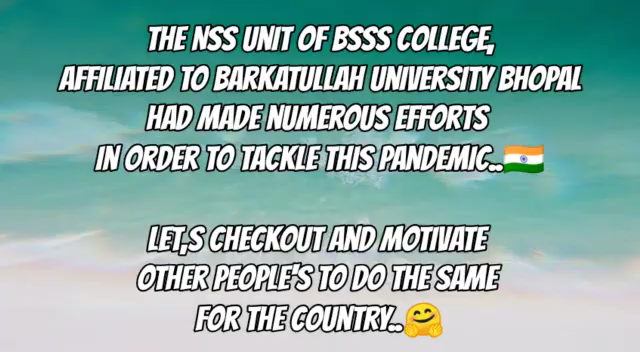 THE NSS UNIT OF BSSS COLLEGE,
AFFILIATED TO BARKATULLAH UNIVERSITY BHOPAL
HAD MADE NUMEROUS EFFORTS
IN ORDER TO TACKLE THIS PANDEMIC..🇮🇳
LET,S CHECKOUT AND MOTIVATE
OTHER PEOPLE'S TO DO THE SAME
FOR THE COUNTRY..🤗